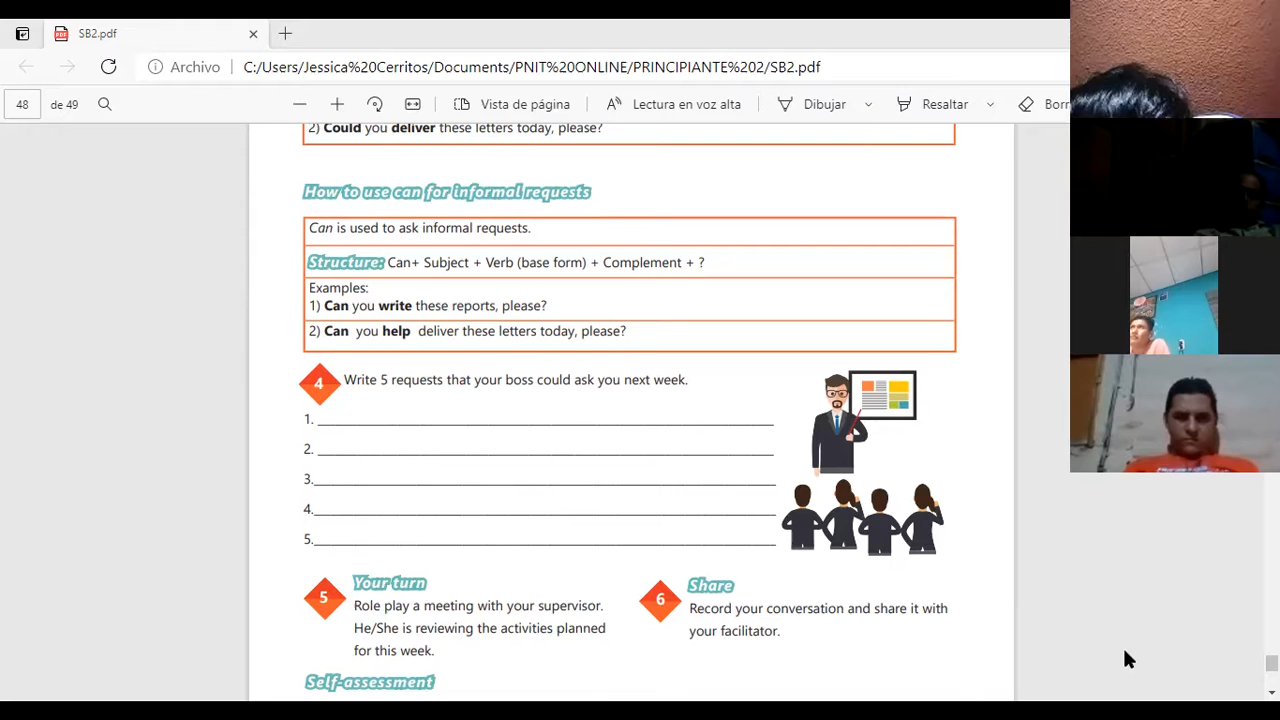 SB2.pdf
Archivo C:/Users/Jessica%20Cerritos/Documents/PNIT%20ONLINE/PRINCIPIANTE%202/SB2.pdf
48 de 49 Vista de página Lectura en voz alta Dibujar Resaltar Borr
2) Could you deliver these letters today, please?
How to use can for informal requests
Can is used to ask informal requests.
Structure: Can+ Subject + Verb (base form) + Complement + ?
Examples:
1) Can you write these reports, please?
2) Can you help deliver these letters today, please?
4 Write 5 requests that your boss could ask you next week.
1.
2.
3.
4.
5.
5 Your turn
Role play a meeting with your supervisor.
He/She is reviewing the activities planned
for this week.
6 Share
Record your conversation and share it with
your facilitator.
Self-assessment